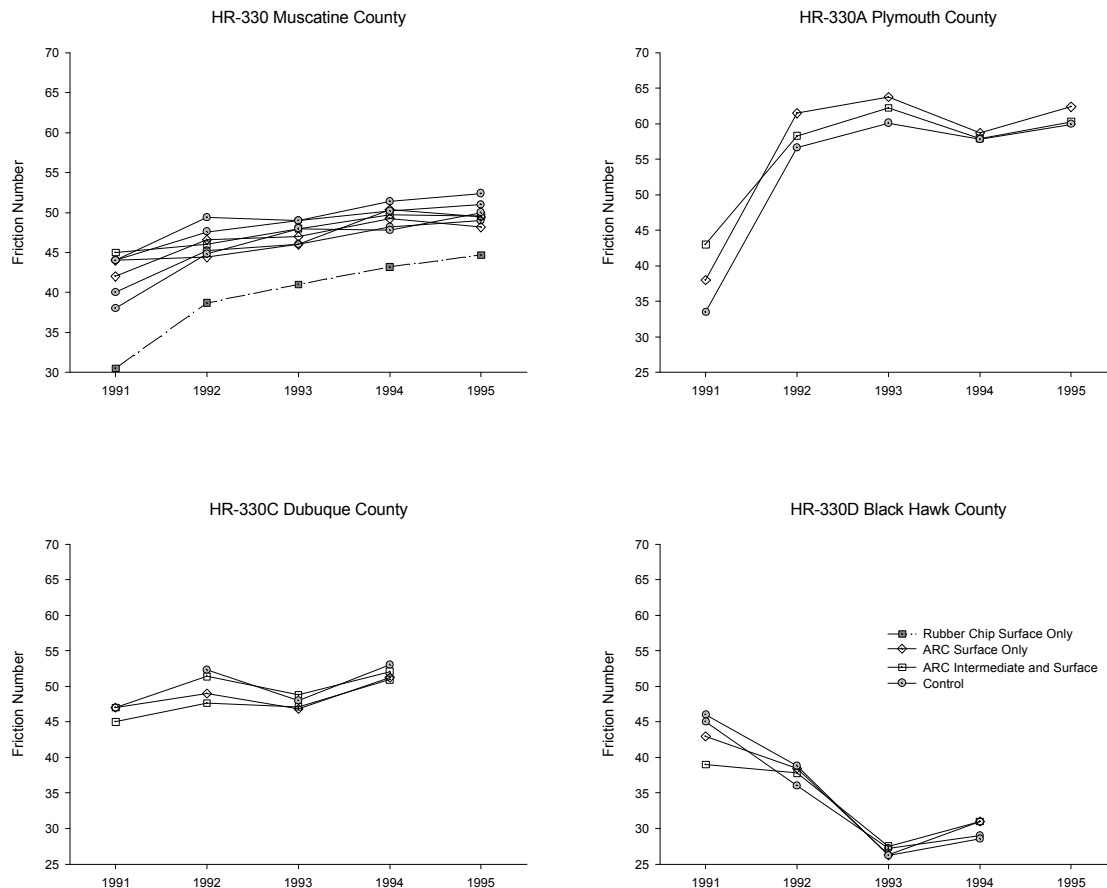 HR-330 Muscatine County
Friction Number
70
65
60
55
50
45
40
35
30
1991 1992 1993 1994 1995
HR-330A Plymouth County
Friction Number
70
65
60
55
50
45
40
35
30
25
1991 1992 1993 1994 1995
HR-330C Dubuque County
Friction Number
70
65
60
55
50
45
40
35
30
25
1991 1992 1993 1994 1995
HR-330D Black Hawk County
Friction Number
70
65
60
55
50
45
40
35
30
25
1991 1992 1993 1994 1995
Rubber Chip Surface Only
ARC Surface Only
ARC Intermediate and Surface
Control